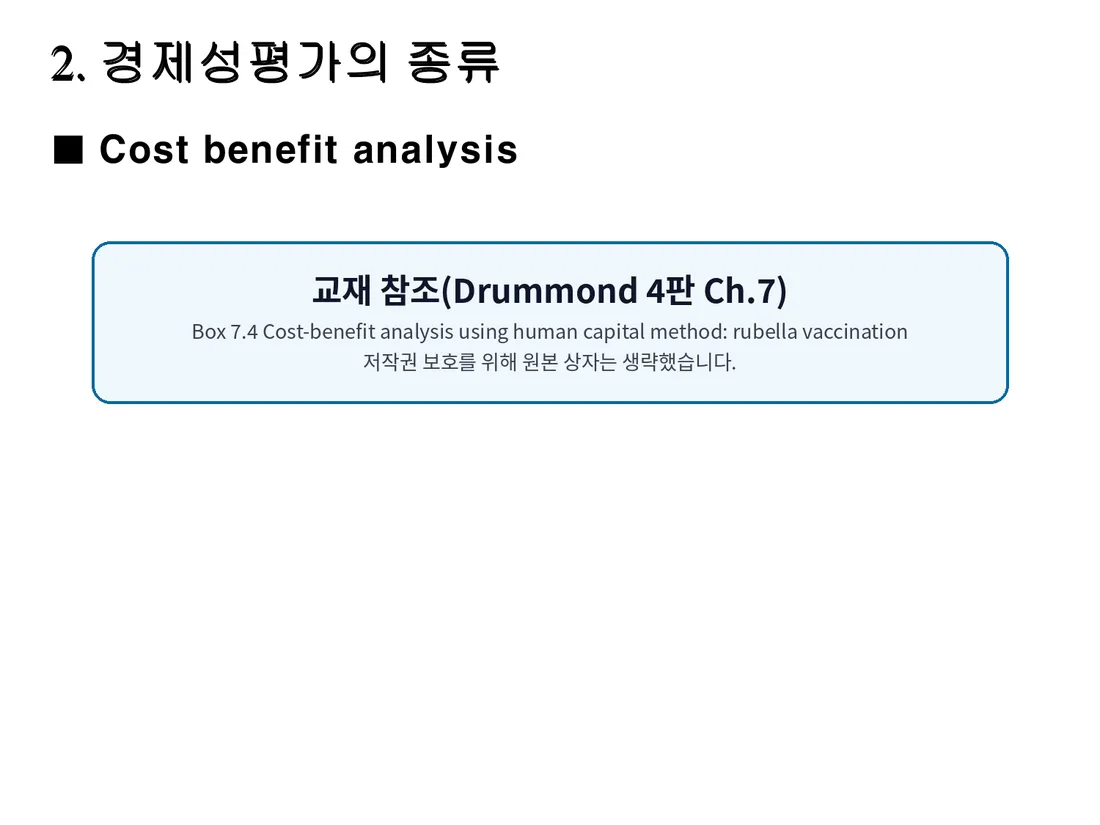 2. 경제성평가의 종류
■ Cost benefit analysis
교재 참조(Drummond 4판 Ch.7)
Box 7.4 Cost-benefit analysis using human capital method: rubella vaccination
저작권 보호를 위해 원본 상자는 생략했습니다.